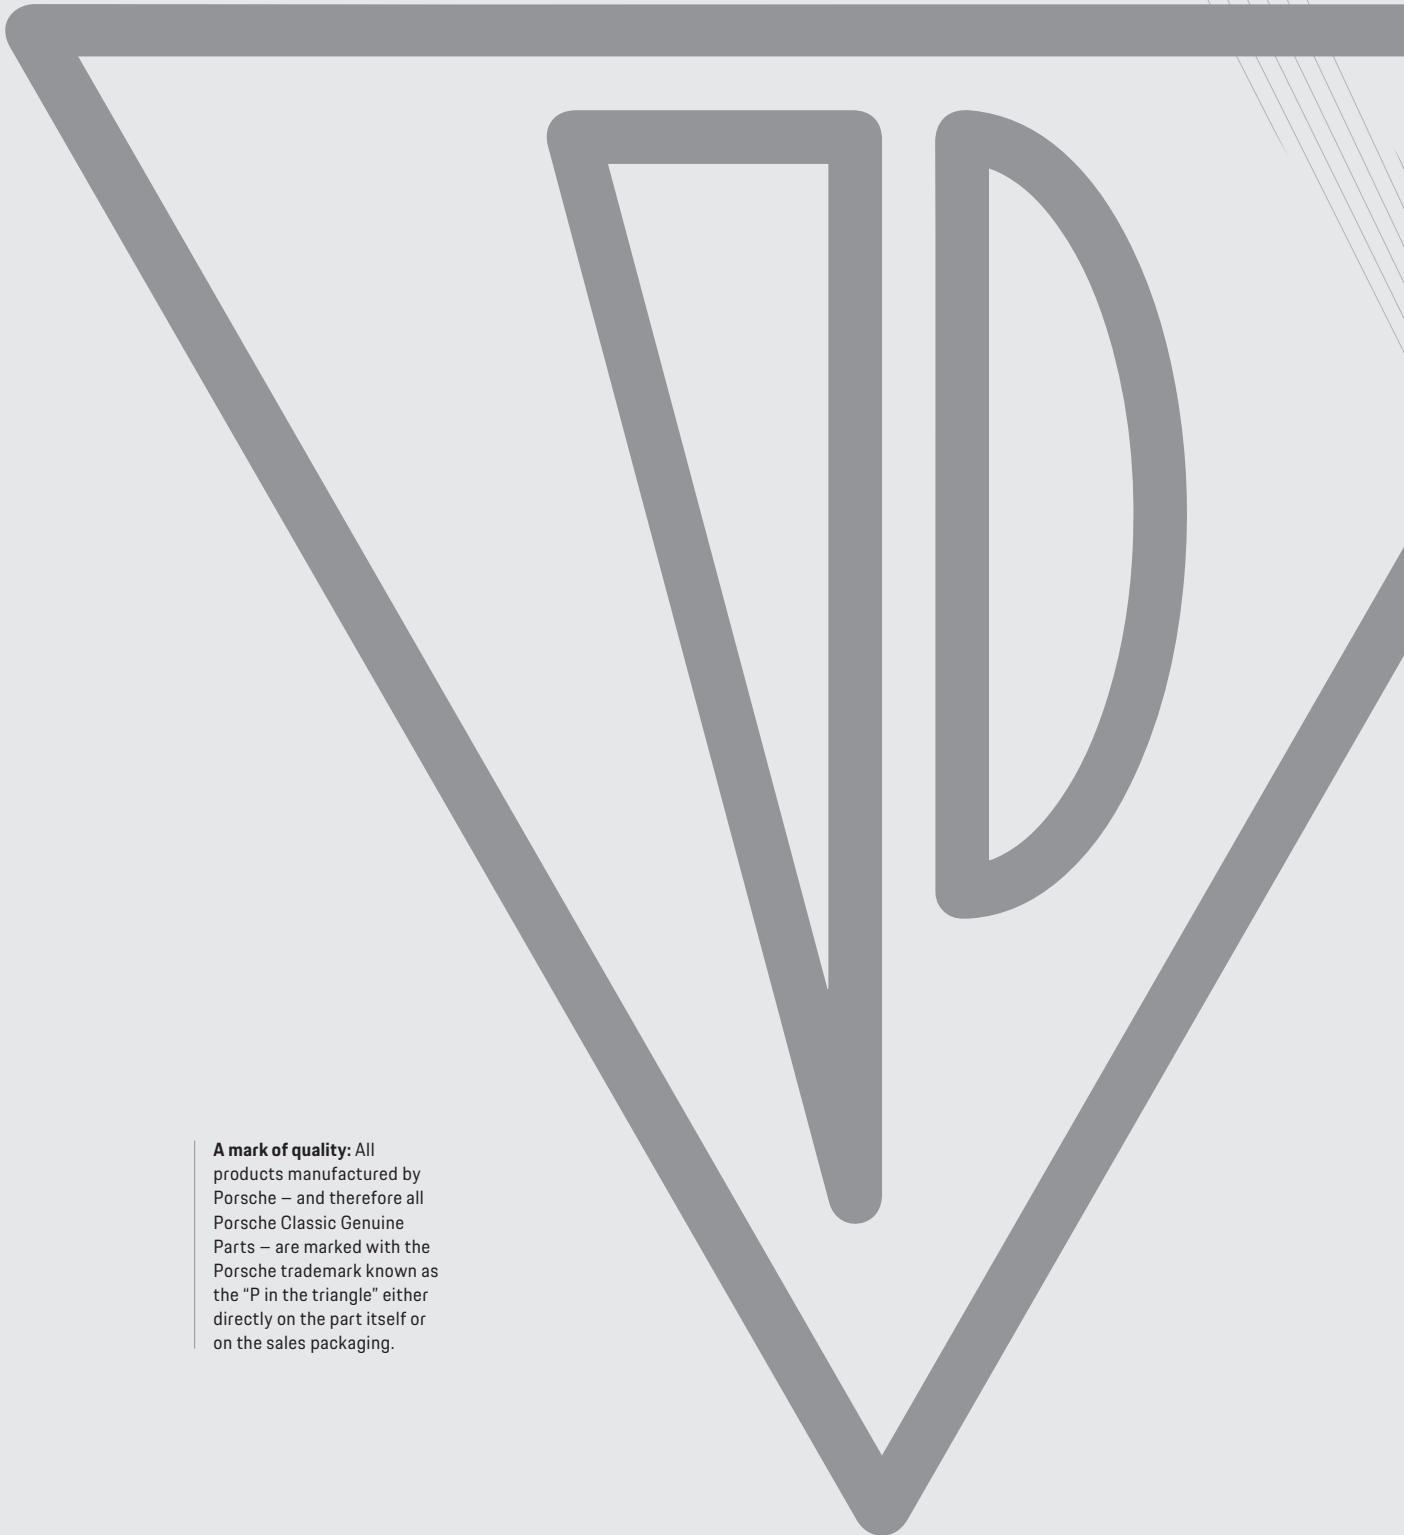 A mark of quality: All
products manufactured by
Porsche – and therefore all
Porsche Classic Genuine
Parts – are marked with the
Porsche trademark known as
the “P in the triangle” either
directly on the part itself or
on the sales packaging.